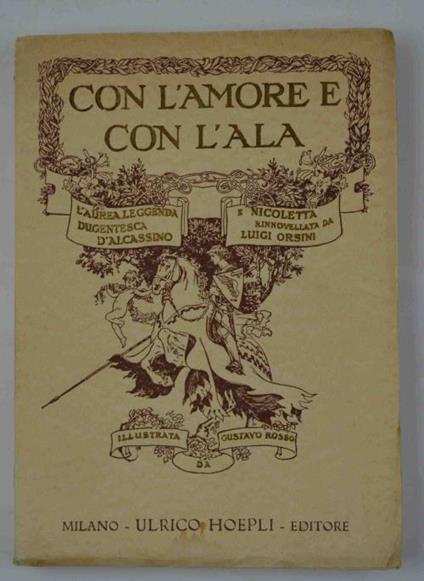 CON L'AMORE E
CON L'ALA
L'AUREA LEGGENDA
DUGENTESCA
D'ALCASSINO
E NICOLETTA
RINNOVELLATA DA
LUIGI ORSINI
ILLUSTRATA
DA
GUSTAVO ROSSO
MILANO - ULRICO HOEPLI - EDITORE